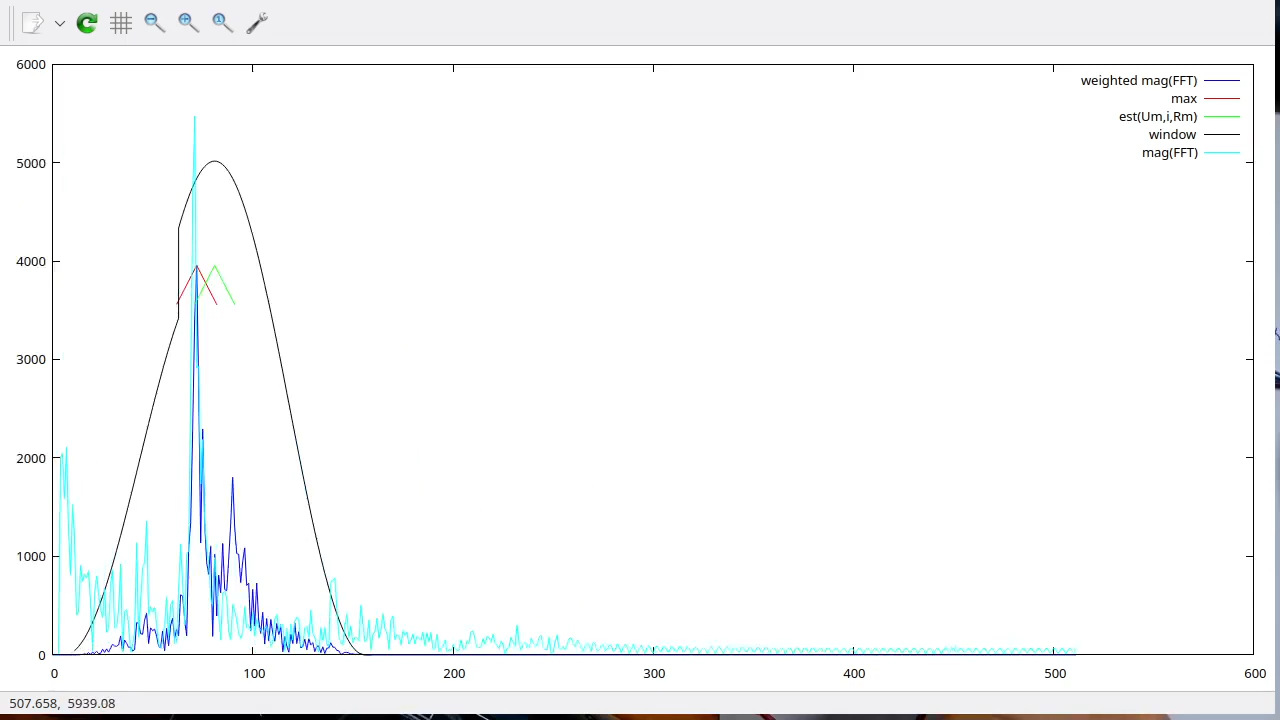 6000
5000
4000
3000
2000
1000
0
0 100 200 300 400 500 600
weighted mag(FFT)
max
est(Um,i,Rm)
window
mag(FFT)
507.658, 5939.08